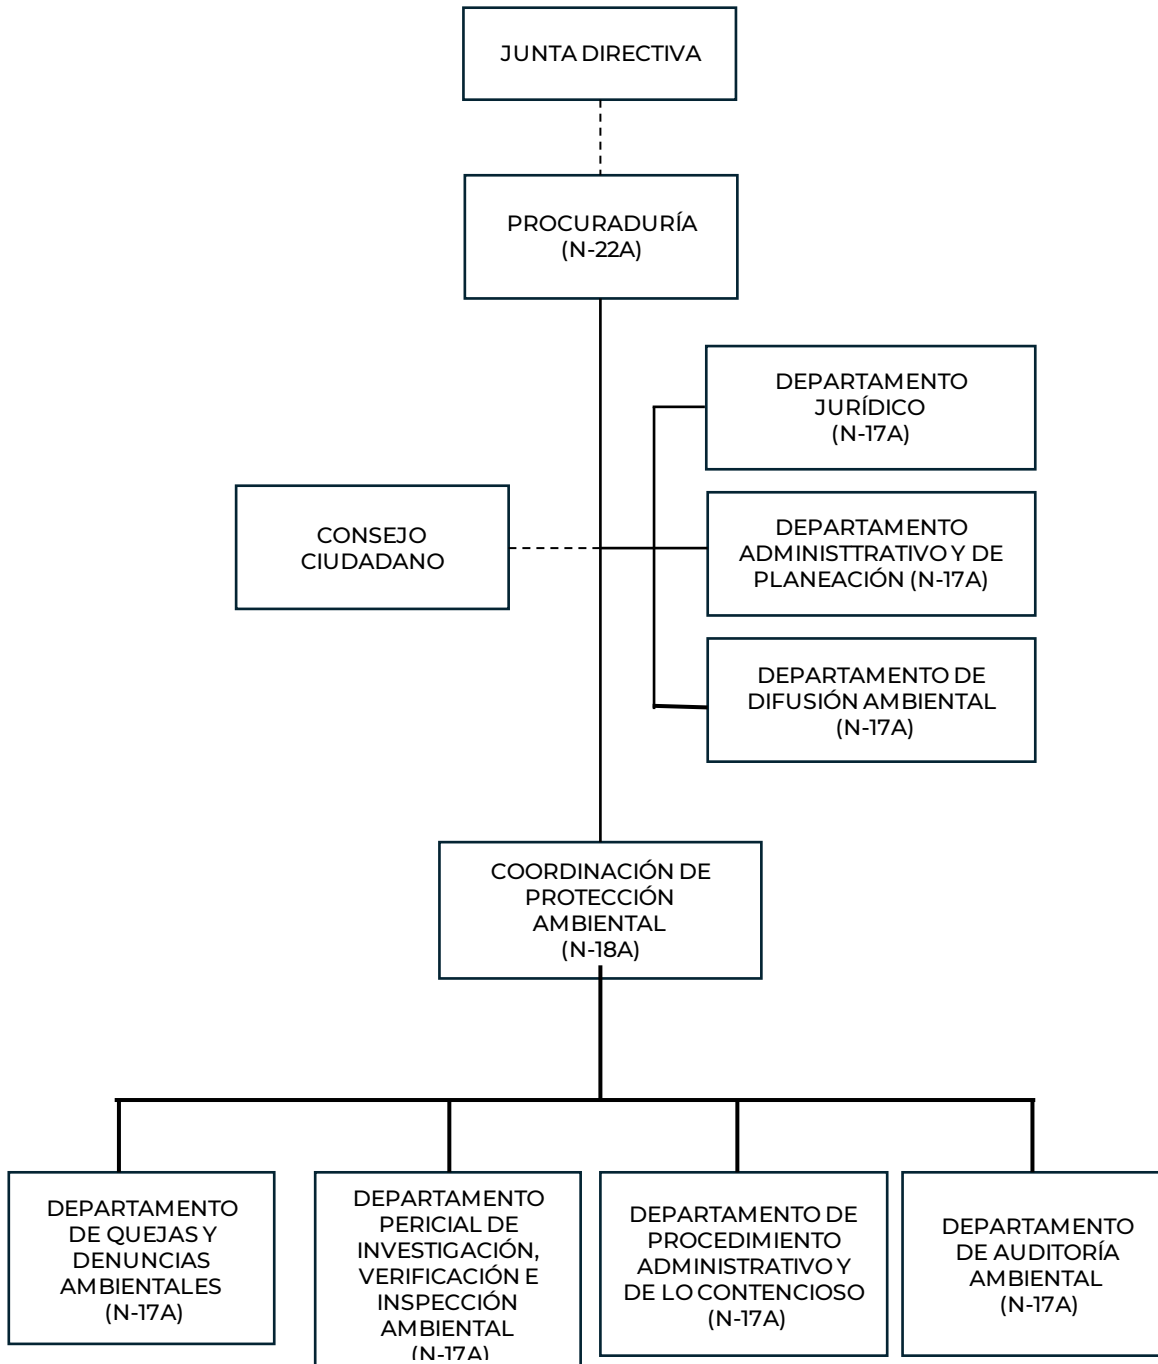 JUNTA DIRECTIVA
PROCURADURÍA
(N-22A)
DEPARTAMENTO
JURÍDICO
(N-17A)
CONSEJO
CIUDADANO
DEPARTAMENTO
ADMINISTTRATIVO Y DE
PLANEACIÓN (N-17A)
DEPARTAMENTO DE
DIFUSIÓN AMBIENTAL
(N-17A)
COORDINACIÓN DE
PROTECCIÓN
AMBIENTAL
(N-18A)
DEPARTAMENTO
DE QUEJAS Y
DENUNCIAS
AMBIENTALES
(N-17A)
DEPARTAMENTO
PERICIAL DE
INVESTIGACIÓN,
VERIFICACIÓN E
INSPECCIÓN
AMBIENTAL
(N-17A)
DEPARTAMENTO DE
PROCEDIMIENTO
ADMINISTRATIVO Y
DE LO CONTENCIOSO
(N-17A)
DEPARTAMENTO
DE AUDITORÍA
AMBIENTAL
(N-17A)